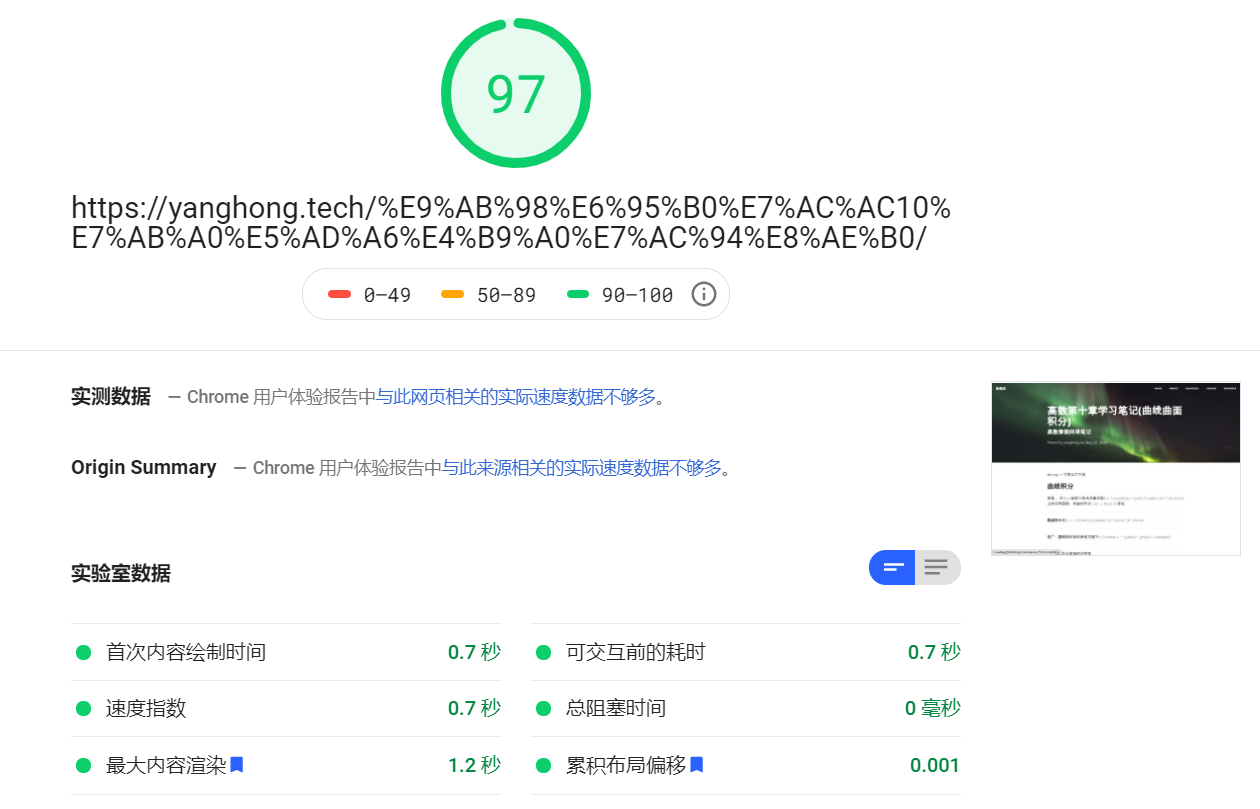 97
https://yanghong.tech/%E9%AB%98%E6%95%B0%E7%AC%AC10%
E7%AB%A0%E5%AD%A6%E4%B9%A0%E7%AC%94%E8%AE%B0/
0–49 50–89 90–100
实测数据 — Chrome 用户体验报告中与此网页相关的实际速度数据不够多。
高数第十章学习笔记(曲线曲面
积分)
Origin Summary — Chrome 用户体验报告中与此来源相关的实际速度数据不够多。
曲线积分
实验室数据
首次内容绘制时间 0.7 秒
可交互前的耗时 0.7 秒
速度指数 0.7 秒
总阻塞时间 0 毫秒
最大内容渲染 1.2 秒
累积布局偏移 0.001